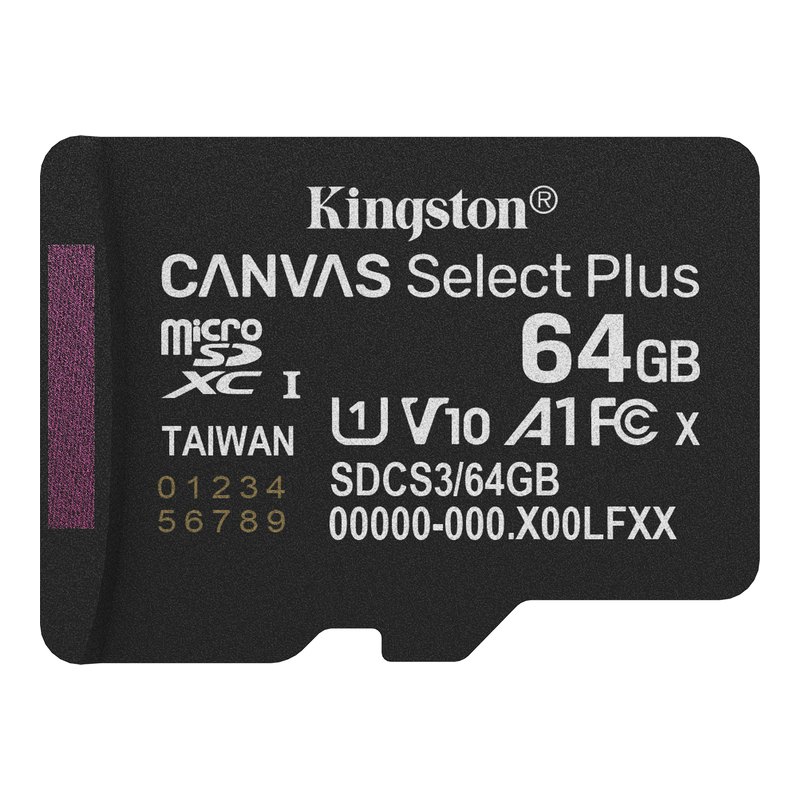 Kingston®
CANVAS Select Plus
64GB
micro SD XC I
U1 V10 A1 FC X
TAIWAN
SDCS3/64GB
01234
56789
00000-000.X00LFXX